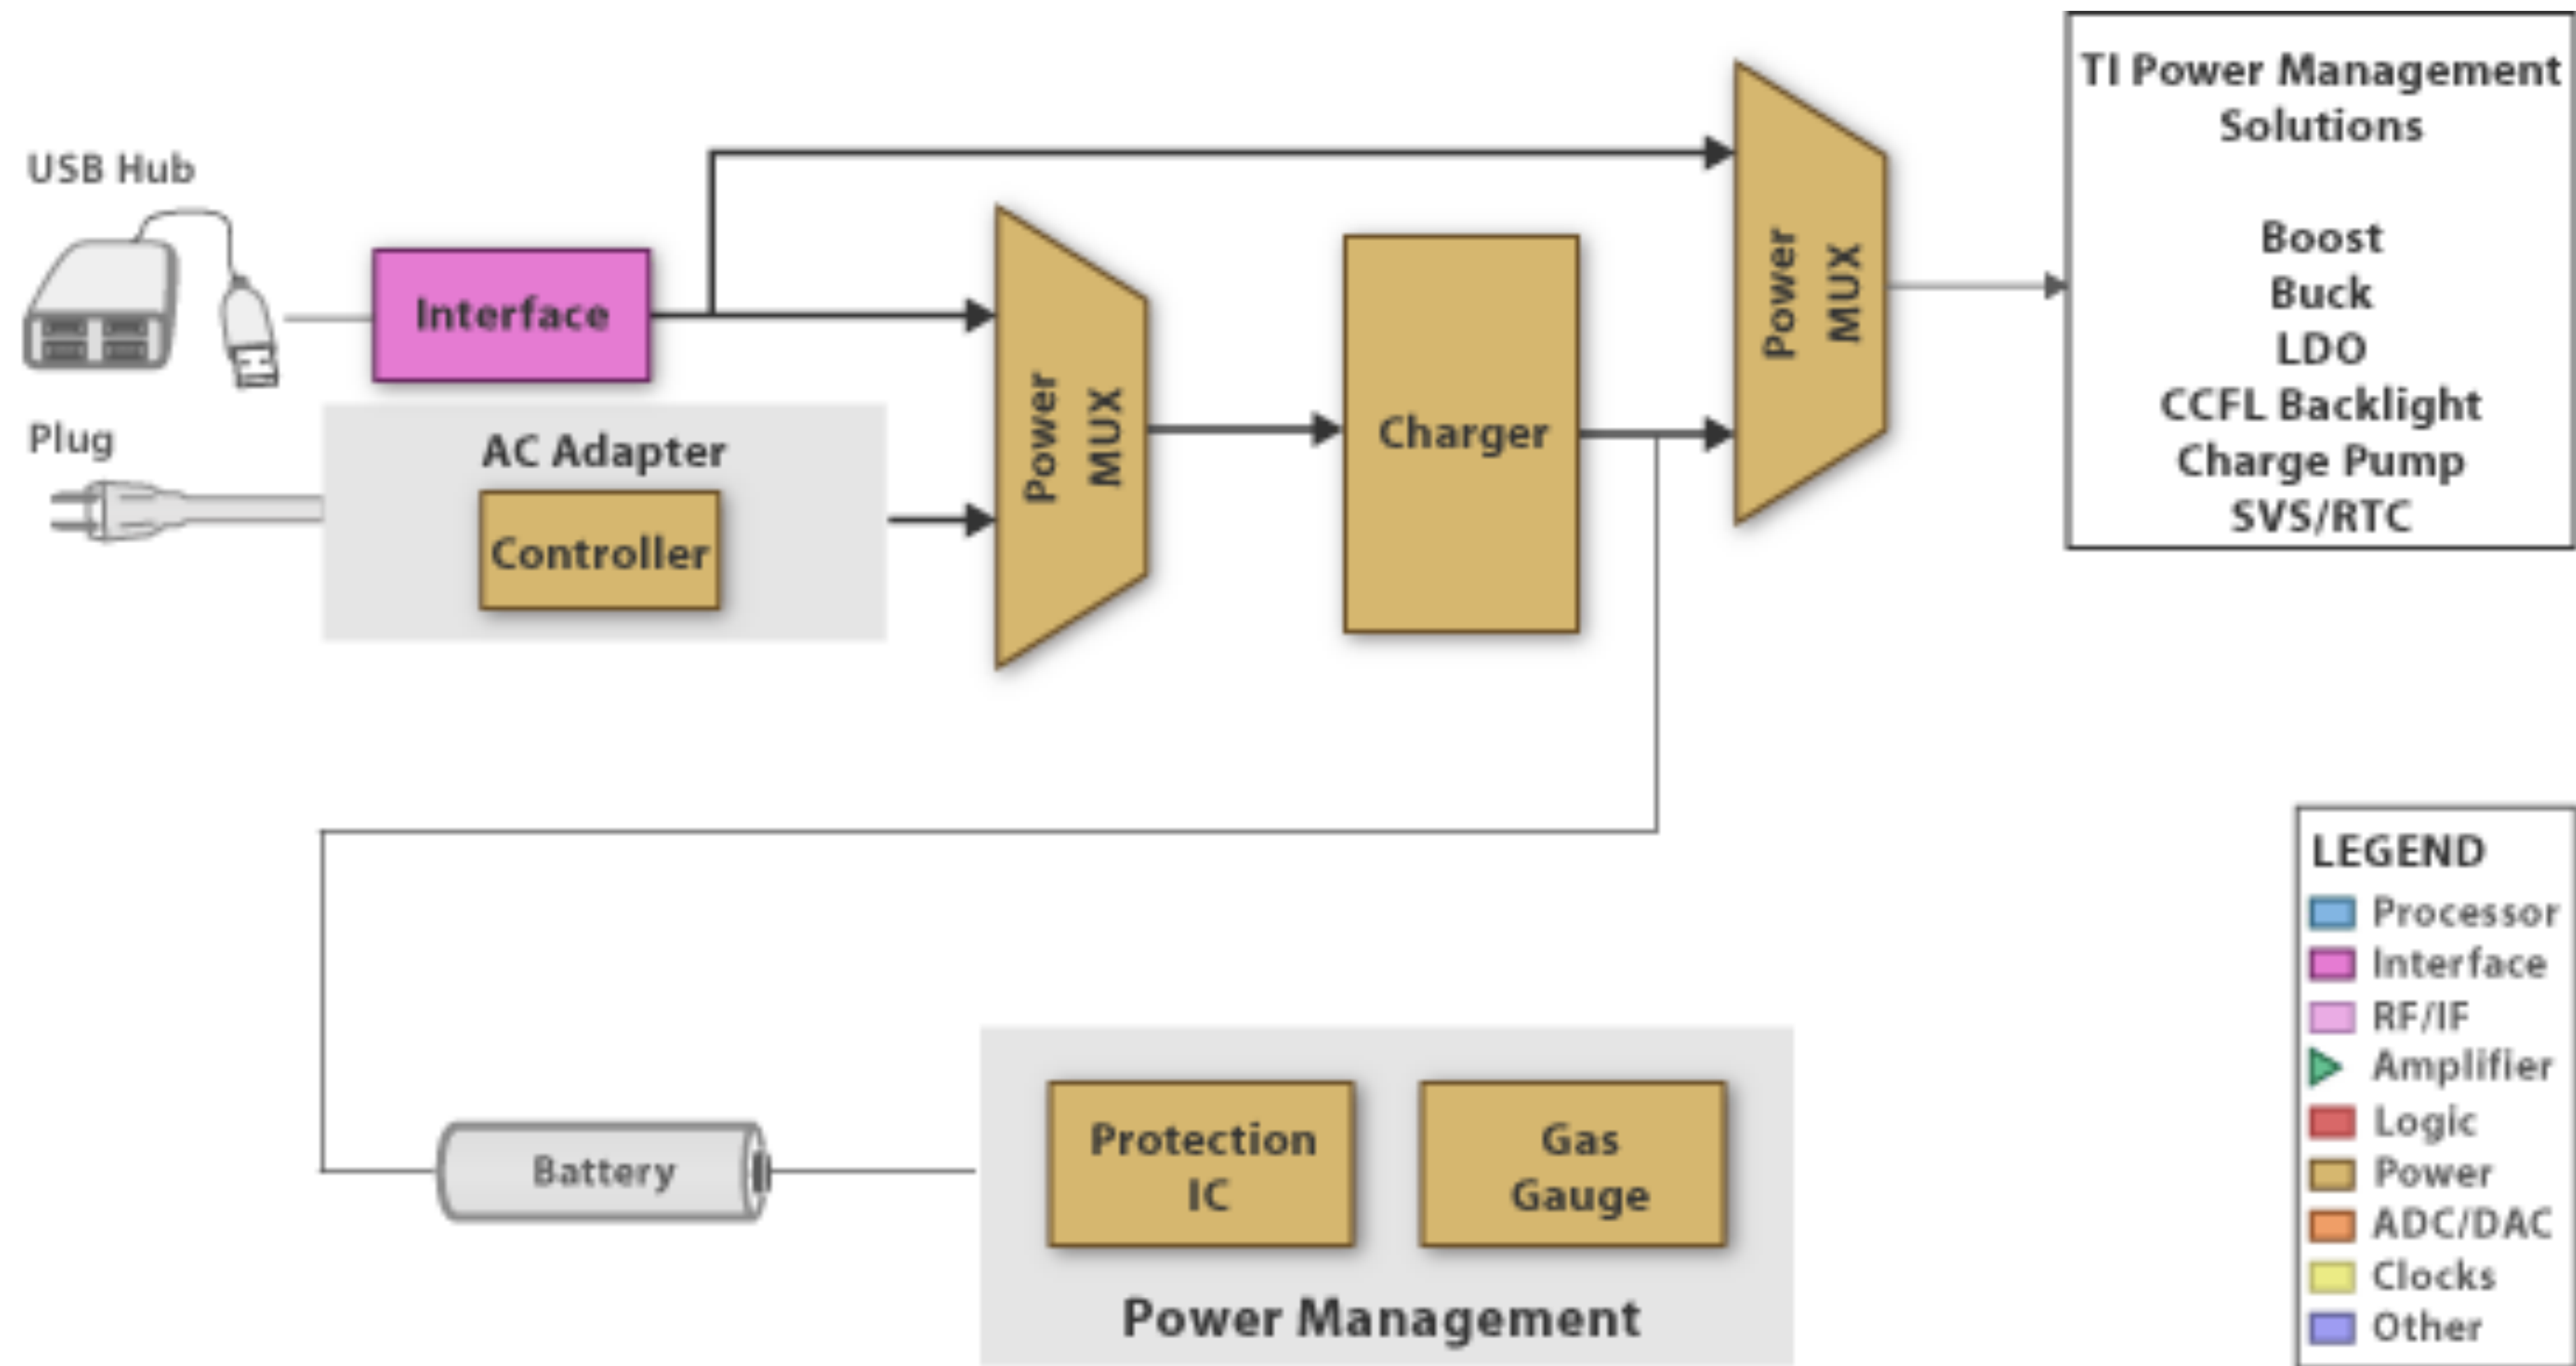 USB Hub
Interface
Plug
AC Adapter
Controller
Power
MUX
Charger
Power
MUX
TI Power Management
Solutions
Boost
Buck
LDO
CCFL Backlight
Charge Pump
SVS/RTC
Battery
Protection
IC
Gas
Gauge
Power Management
LEGEND
Processor
Interface
RF/IF
Amplifier
Logic
Power
ADC/DAC
Clocks
Other